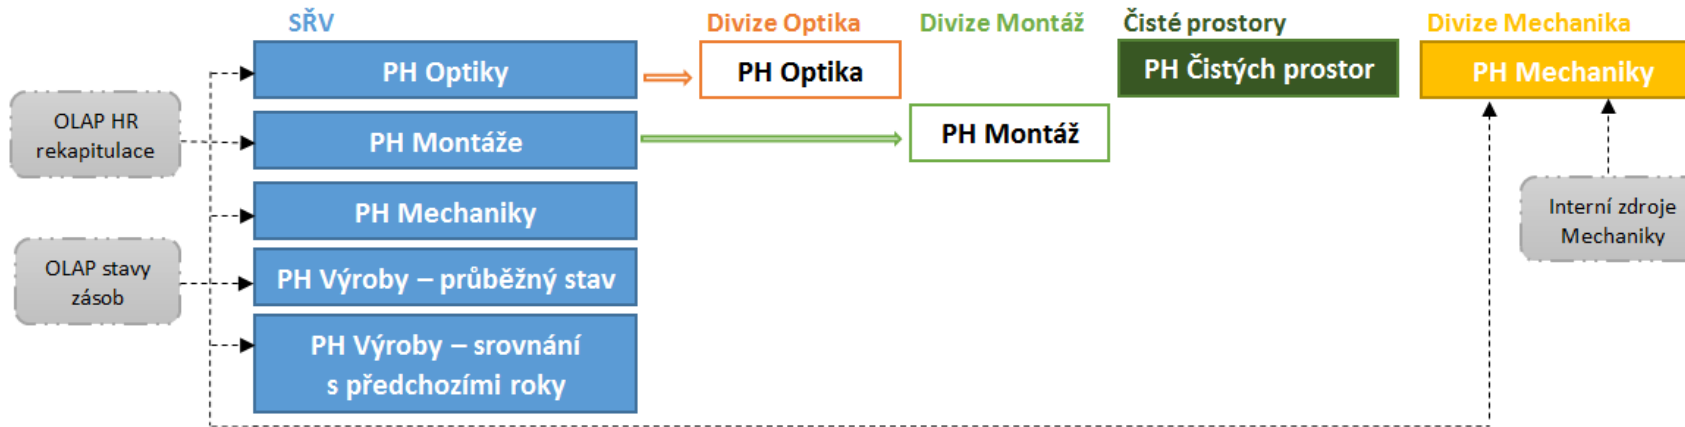 SŘV
Divize Optika
Divize Montáž
Čisté prostory
Divize Mechanika
PH Optiky
PH Optika
PH Čistých prostor
PH Mechaniky
OLAP HR
rekapitulace
PH Montáže
PH Montáž
PH Mechaniky
Interní zdroje
Mechaniky
OLAP stavy
zásob
PH Výroby – průběžný stav
PH Výroby – srovnání
s předchozími roky